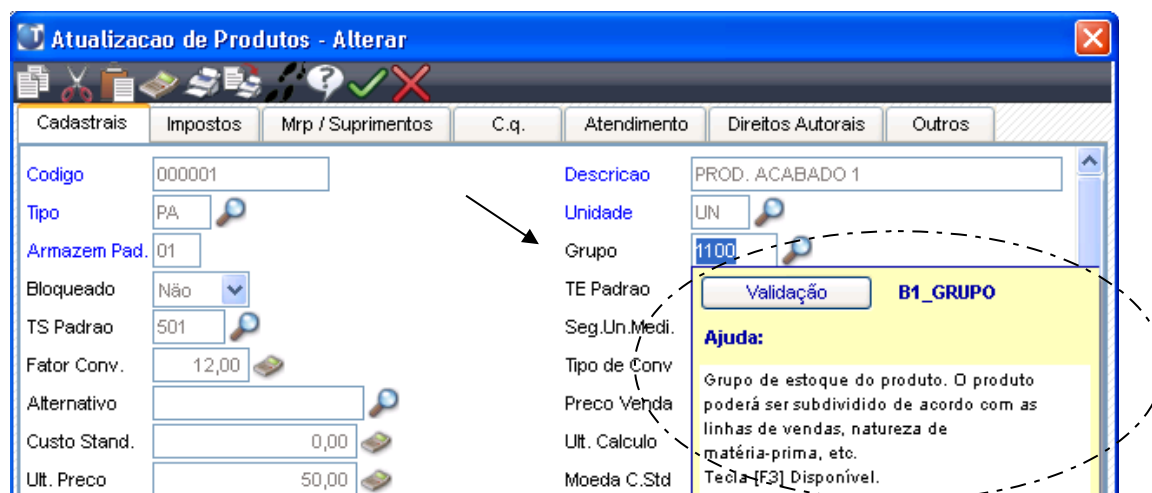 Atualizacao de Produtos - Alterar
Cadastrais Impostos Mrp / Suprimentos C.q. Atendimento Direitos Autorais Outros
Codigo 000001 Descricao PROD. ACABADO 1
Tipo PA Unidade UN
Armazem Pad. 01 Grupo 1100
Bloqueado Não TE Padrao Validação B1_GRUPO
TS Padrao 501 Seg.Un.Medi. Ajuda:
Fator Conv. 12,00 Tipo de Conv Grupo de estoque do produto. O produto
Alternativo Preco Venda poderá ser subdividido de acordo com as
linhas de vendas, natureza de
Custo Stand. 0,00 Ult. Calculo matéria-prima, etc.
Ult. Preco 50,00 Moeda C.Std Tecla [F3] Disponível.